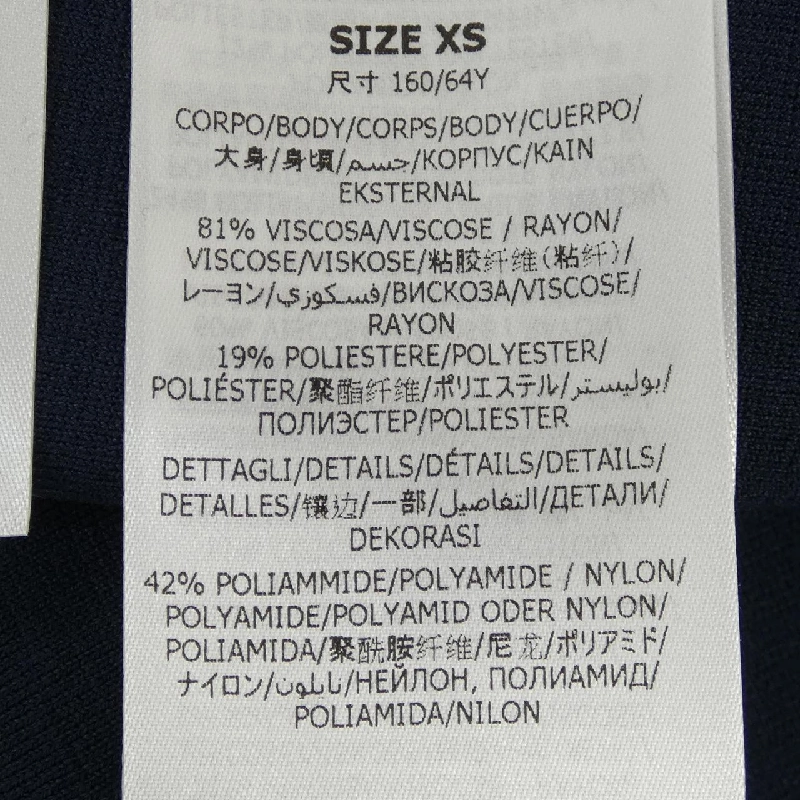 SIZE XS
尺寸 160/64Y
CORPO/BODY/CORPS/BODY/CUERPO/
大身/身頃/جسم/КОРПУС/KAIN
EKSTERNAL
81% VISCOSA/VISCOSE / RAYON/
VISCOSE/VISKOSE/粘胶纤维(粘纤)/
レーヨン/فسكوزي/ВИСКОЗА/VISCOSE/
RAYON
19% POLIESTERE/POLYESTER/
POLIÉSTER/聚酯纤维/ポリエステル/بوليستر/
ПОЛИЭСТЕР/POLIESTER
DETTAGLI/DETAILS/DÉTAILS/DETAILS/
DETALLES/镶边/一部/التفاصيل/ДЕТАЛИ/
DEKORASI
42% POLIAMMIDE/POLYAMIDE / NYLON/
POLYAMIDE/POLYAMID ODER NYLON/
POLIAMIDA/聚酰胺纤维/尼龙/ポリアミド/
ナイロン/نايلون/НЕЙЛОН, ПОЛИАМИД/
POLIAMIDA/NILON